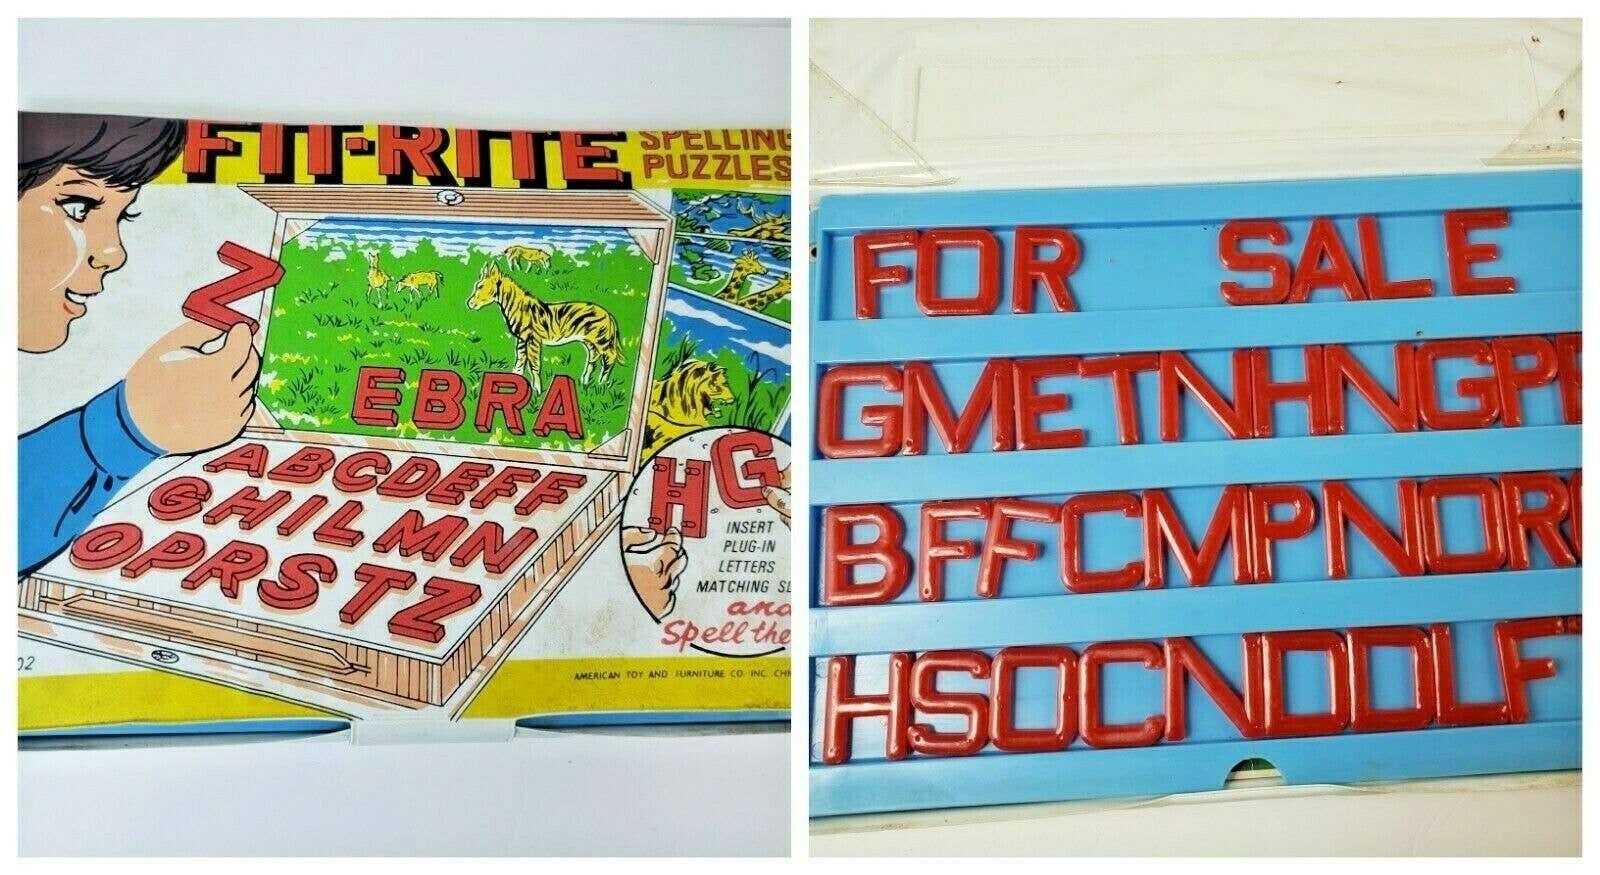 FIT-RITE
SPELLING
PUZZLES
Z
EBRA
ABCDEFF
GHILMN
OPRSTZ
HG
INSERT
PLUG-IN
LETTERS
MATCHING
and
Spell the
02
AMERICAN TOY AND FURNITURE CO. INC.
FOR SALE
GMETNHNGP
BFFCMPNOR
HSOCNDDLF